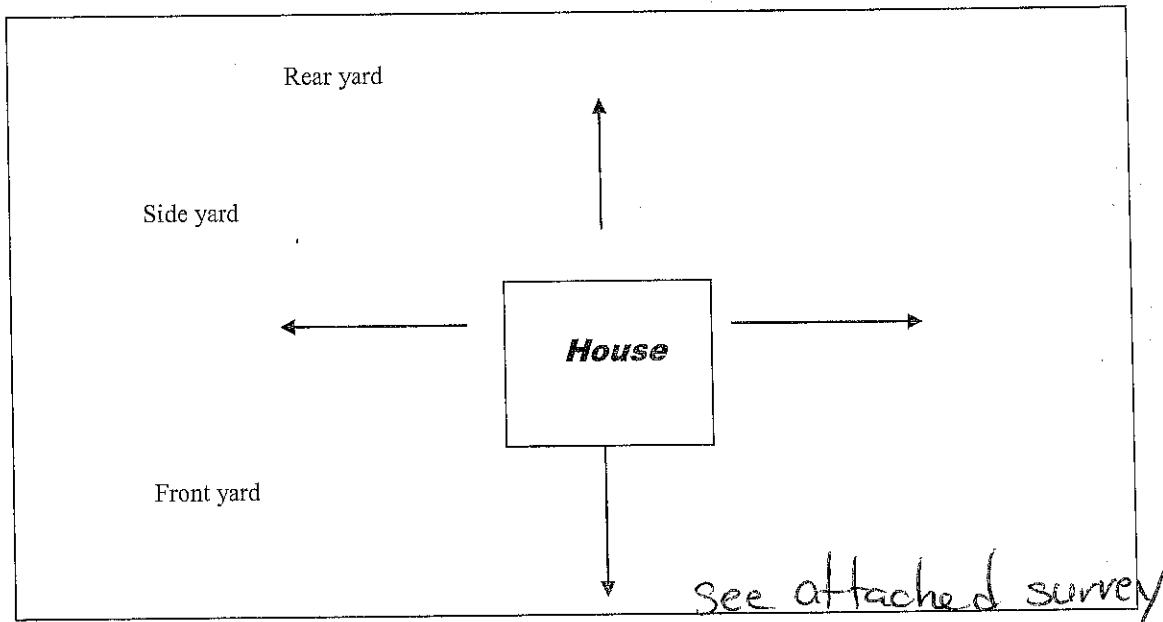 Rear yard
Side yard
House
Front yard
see attached survey